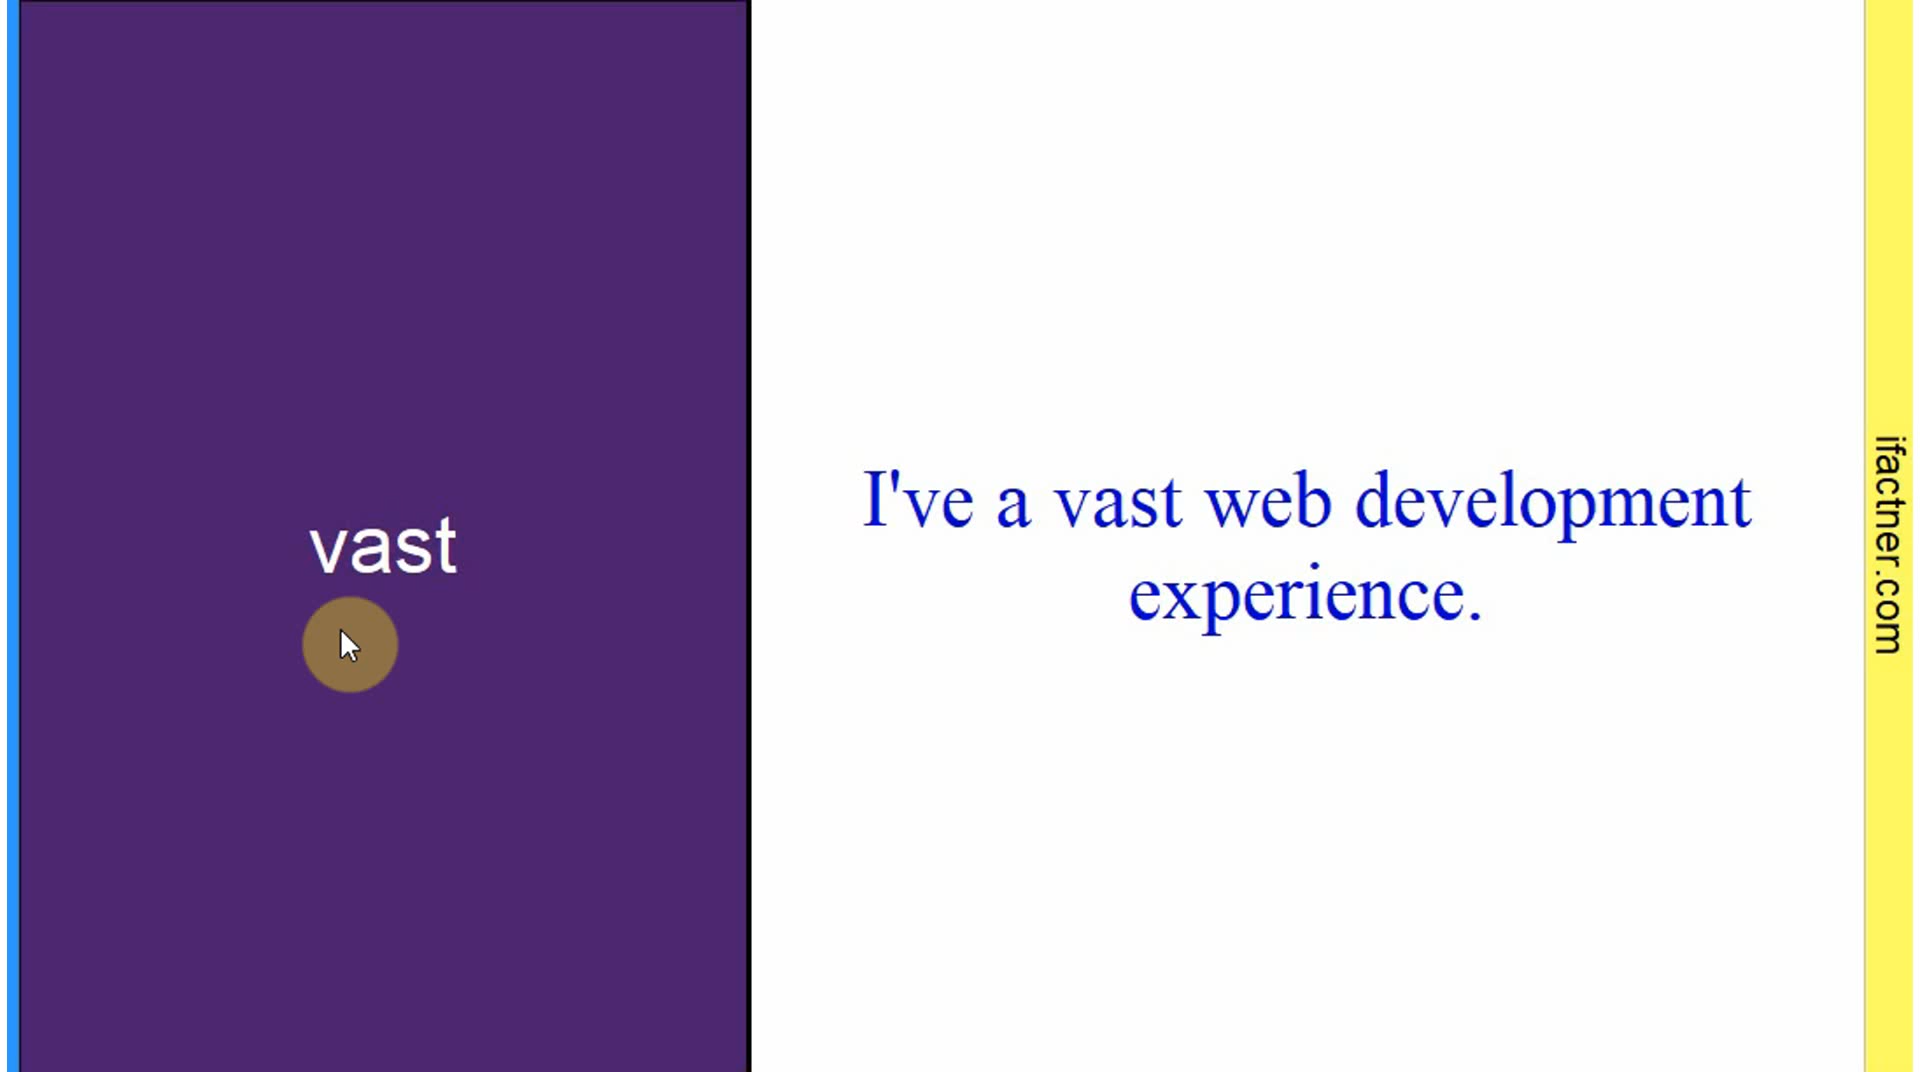 vast
I've a vast web development
experience.
ifactner.com